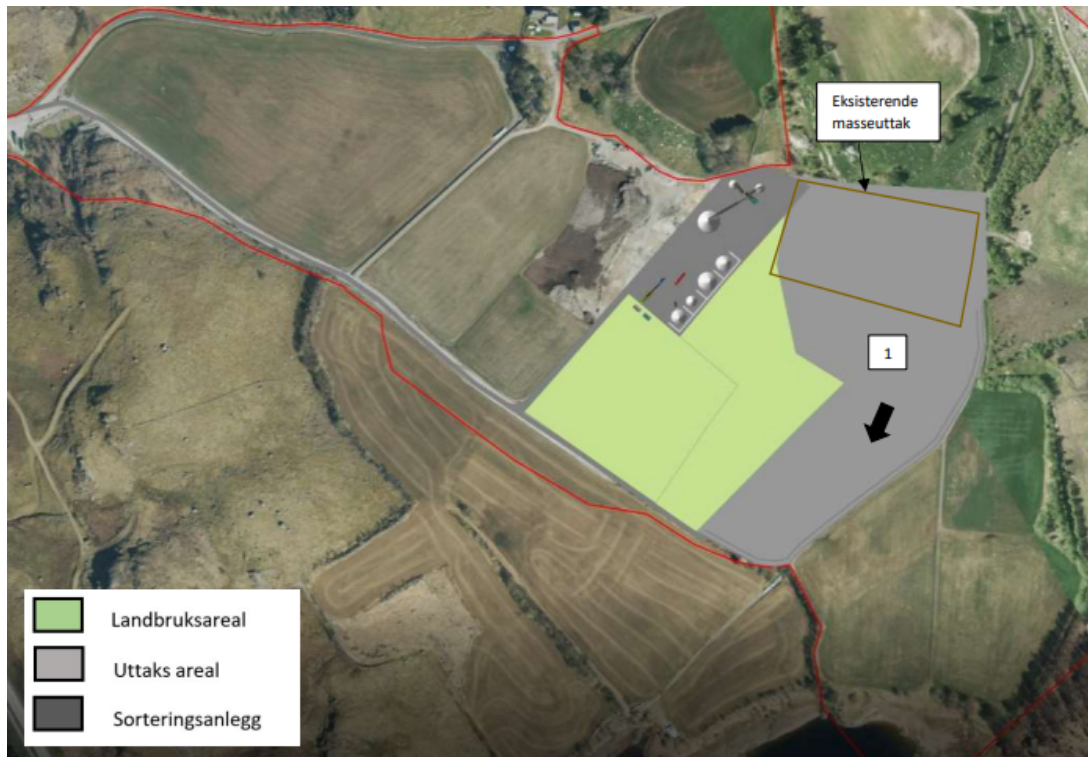 Eksisterende
masseuttak
1
Landbruksareal
Uttaks areal
Sorteringsanlegg